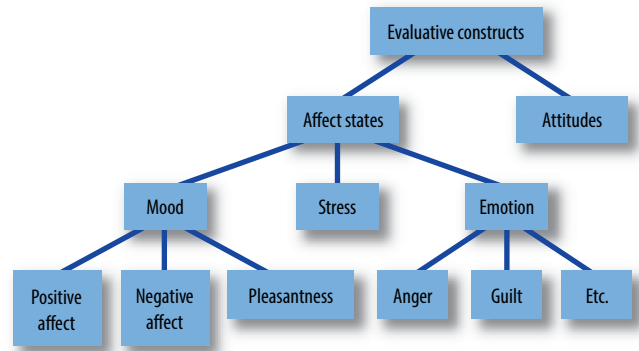 Evaluative constructs
Affect states
Attitudes
Mood
Stress
Emotion
Positive
affect
Negative
affect
Pleasantness
Anger
Guilt
Etc.